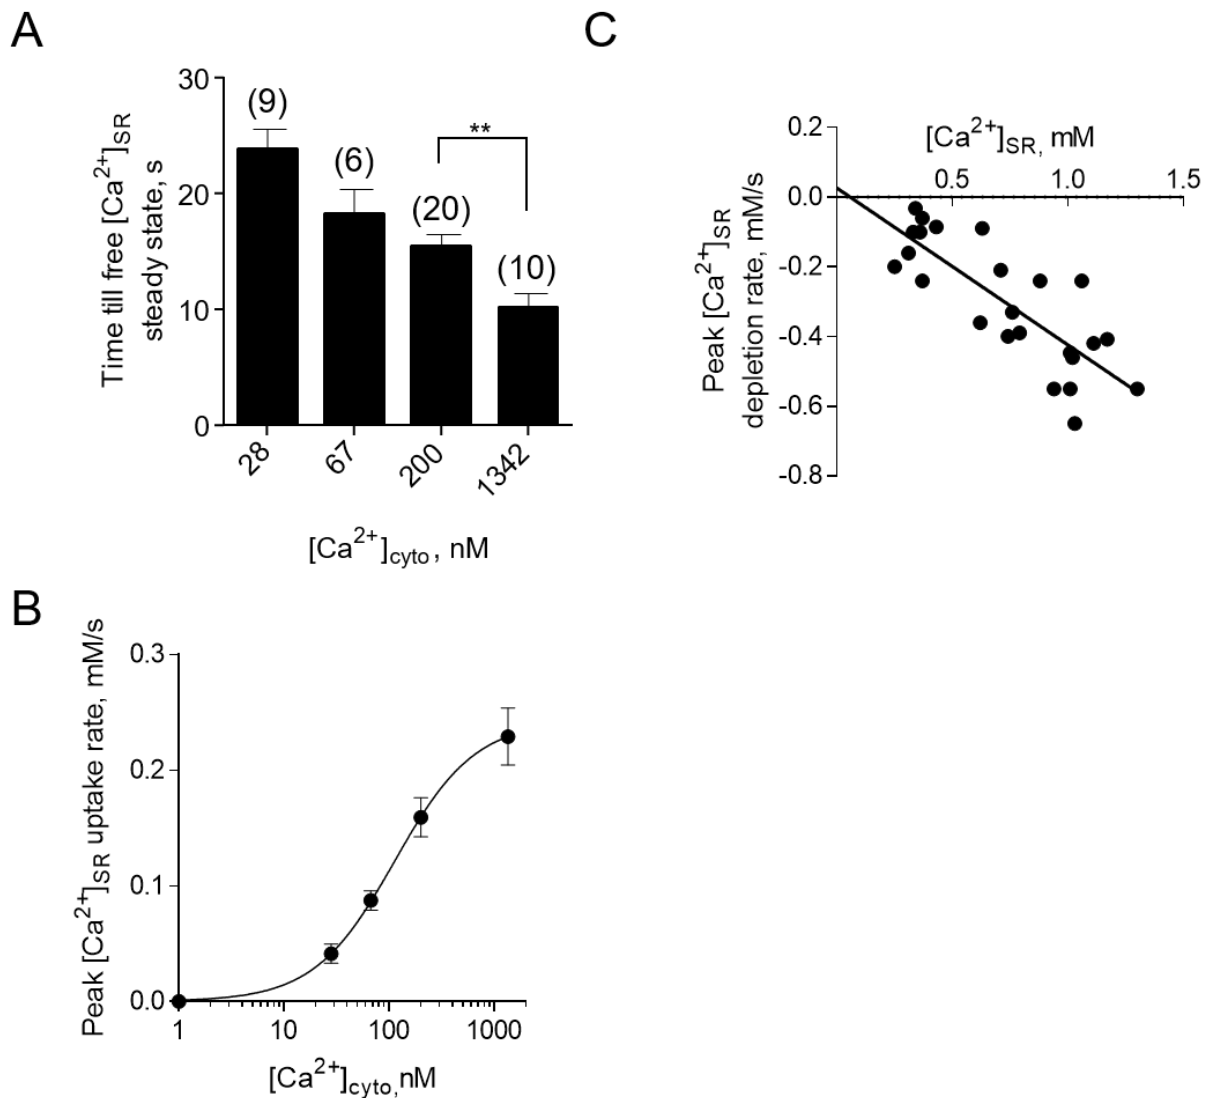 A
Time till free [Ca²⁺]SR
steady state, s
30
20
10
0
(9)
(6)
(20)
(10)
**
28
67
200
1342
[Ca²⁺]cyto, nM
C
Peak [Ca²⁺]SR
depletion rate, mM/s
[Ca²⁺]SR, mM
0.2
0.0
-0.2
-0.4
-0.6
-0.8
0.5
1.0
1.5
B
Peak [Ca²⁺]SR uptake rate, mM/s
0.3
0.2
0.1
0.0
1
10
100
1000
[Ca²⁺]cyto,nM